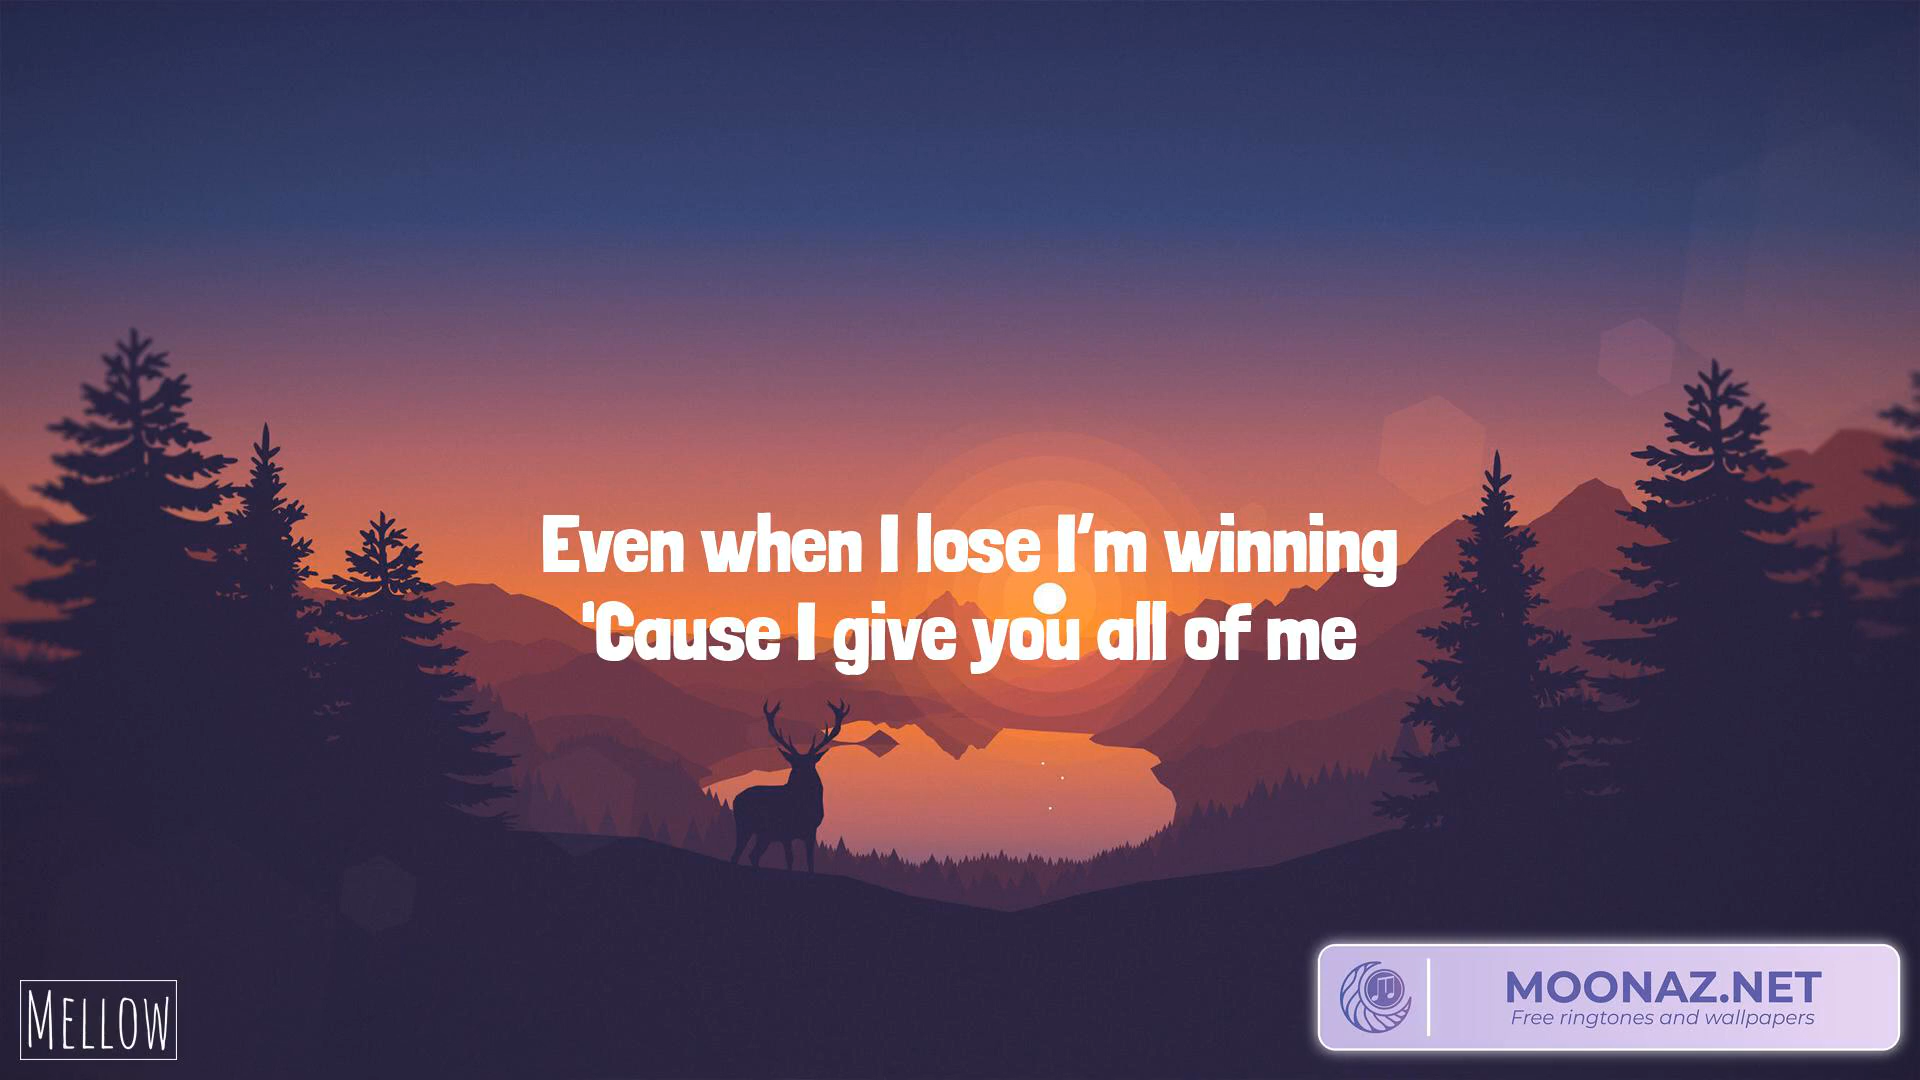 Even when I lose I'm winning
'Cause I give you all of me
MELLOW
MOONAZ.NET
Free ringtones and wallpapers